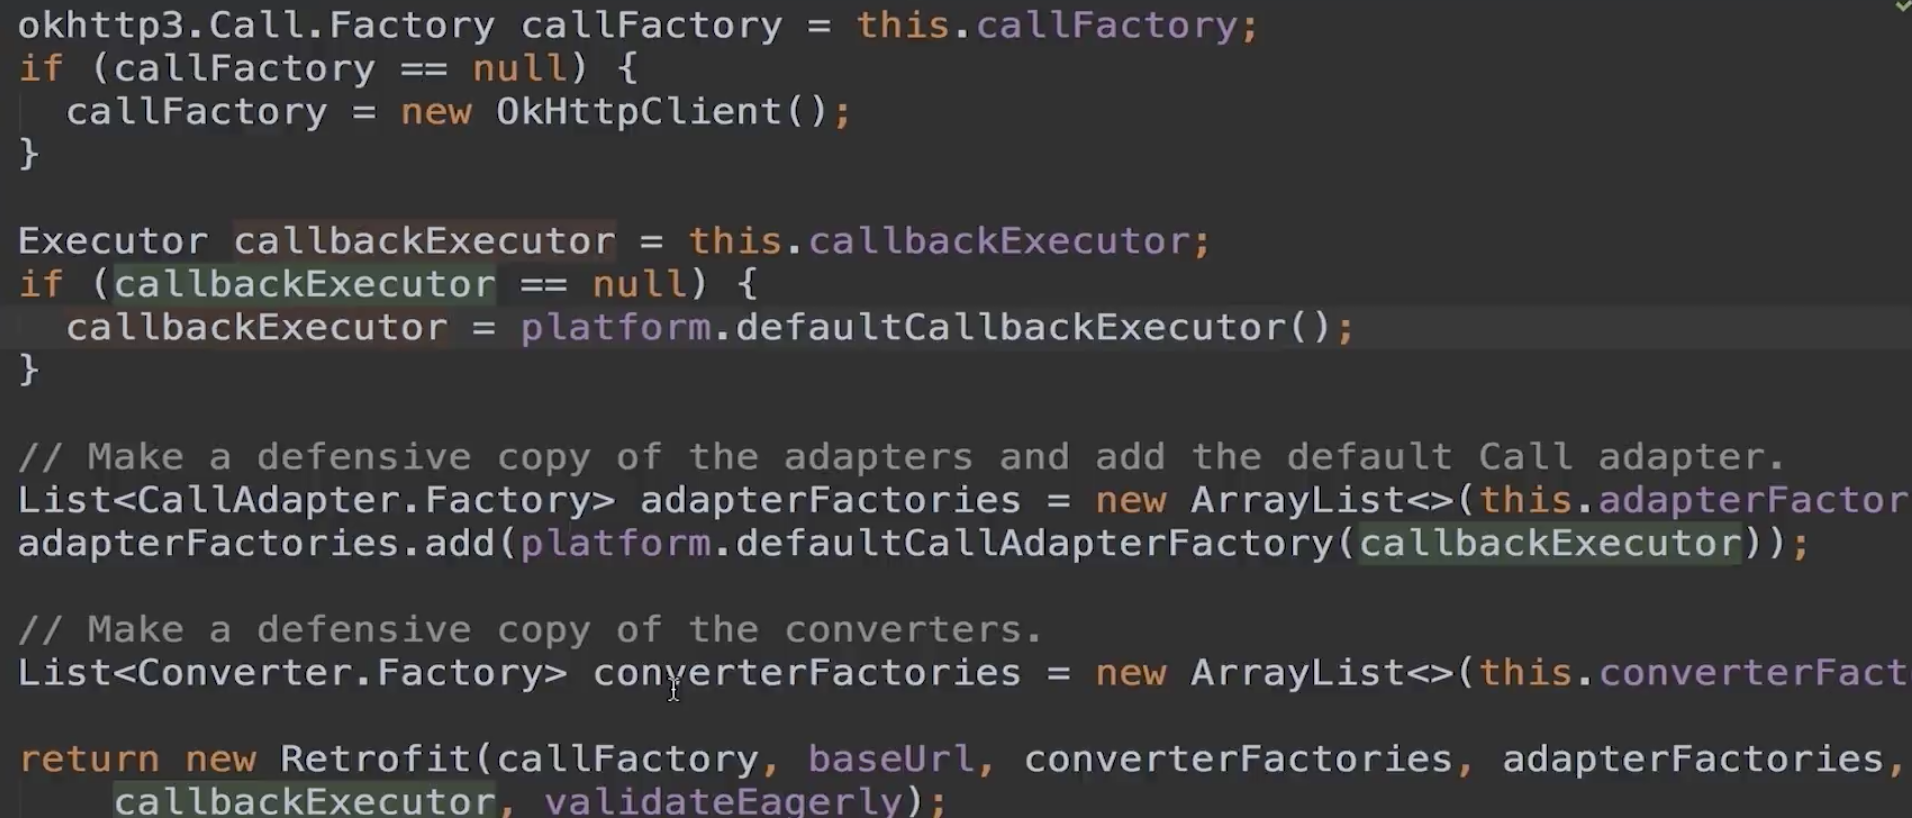 okhttp3.Call.Factory callFactory = this.callFactory;
if (callFactory == null) {
  callFactory = new OkHttpClient();
}

Executor callbackExecutor = this.callbackExecutor;
if (callbackExecutor == null) {
  callbackExecutor = platform.defaultCallbackExecutor();
}

// Make a defensive copy of the adapters and add the default Call adapter.
List<CallAdapter.Factory> adapterFactories = new ArrayList<>(this.adapterFactor
adapterFactories.add(platform.defaultCallAdapterFactory(callbackExecutor));

// Make a defensive copy of the converters.
List<Converter.Factory> converterFactories = new ArrayList<>(this.converterFact

return new Retrofit(callFactory, baseUrl, converterFactories, adapterFactories,
    callbackExecutor, validateEagerly);